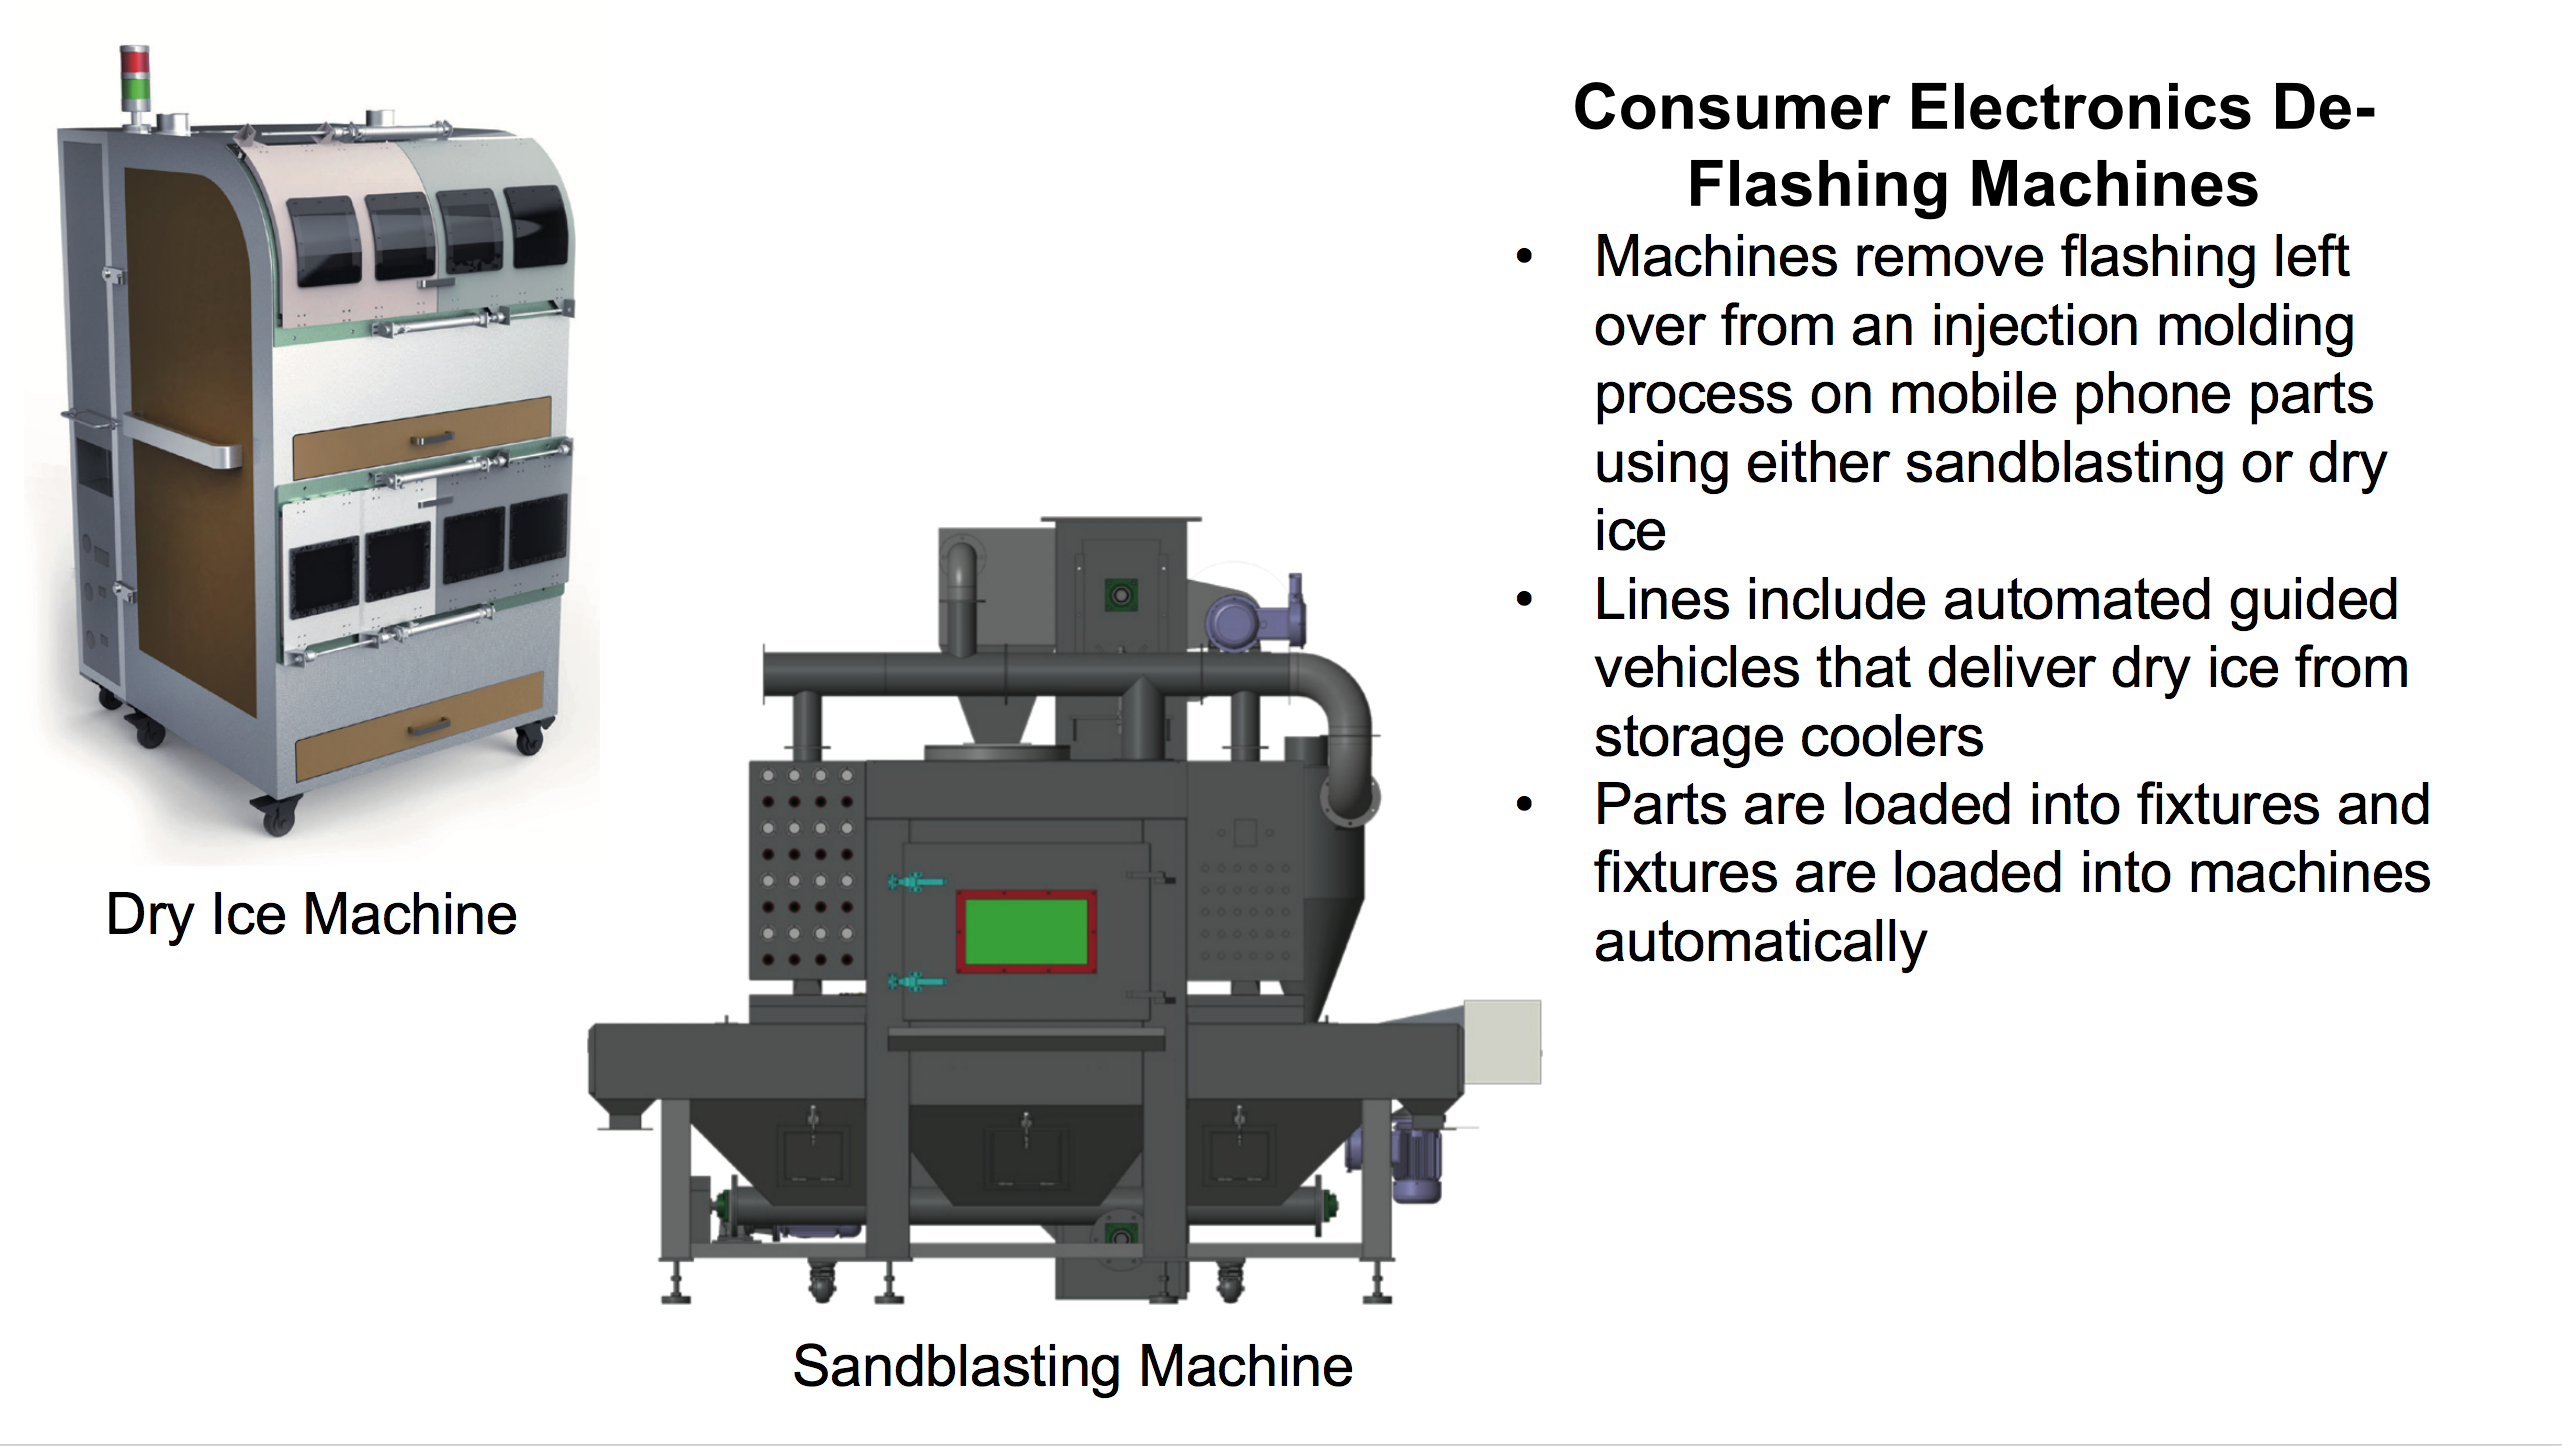 Consumer Electronics De-
Flashing Machines
• Machines remove flashing left
over from an injection molding
process on mobile phone parts
using either sandblasting or dry
ice
• Lines include automated guided
vehicles that deliver dry ice from
storage coolers
• Parts are loaded into fixtures and
fixtures are loaded into machines
automatically
Dry Ice Machine
Sandblasting Machine